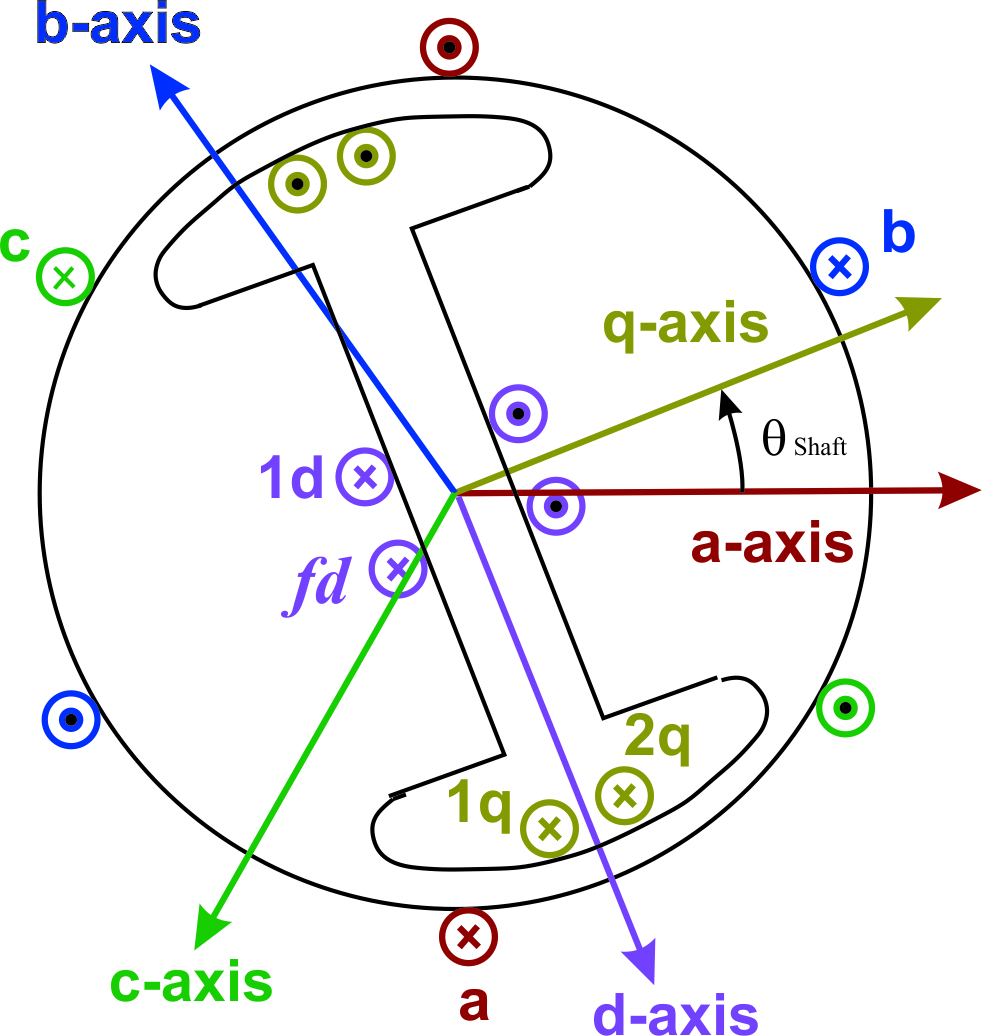 b-axis
c
b
q-axis
θ Shaft
1d
a-axis
fd
2q
1q
c-axis
a
d-axis